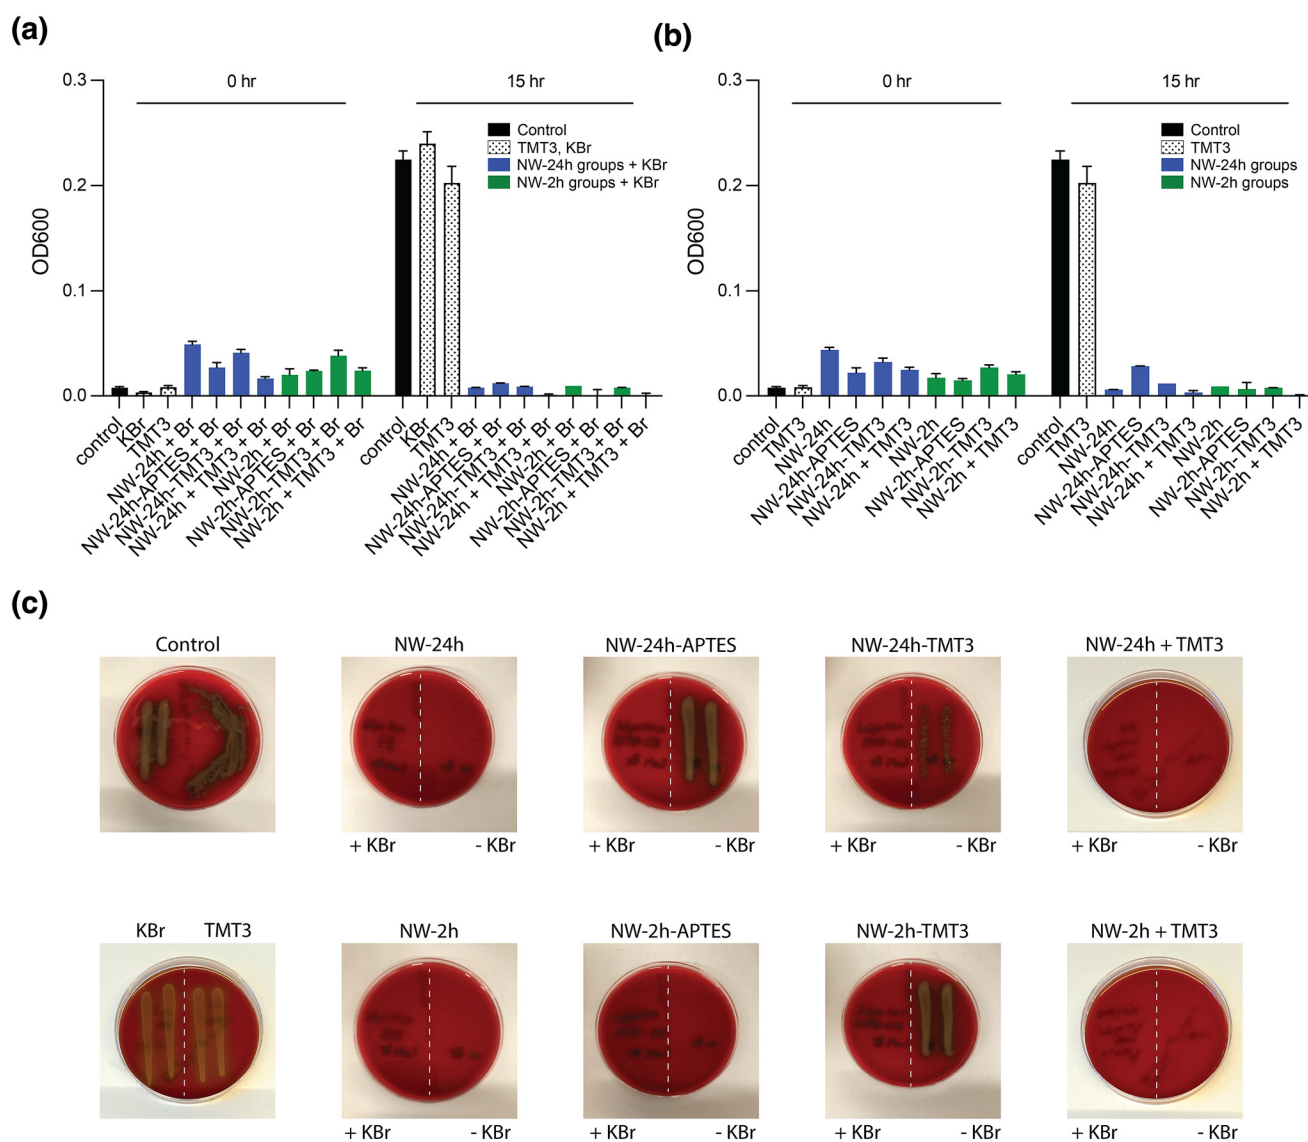 (a)
0 hr
15 hr
0.3
0.2
0.1
0.0
OD600
Control
TMT3, KBr
NW-24h groups + KBr
NW-2h groups + KBr
control
KBr
TMT3
NW-24h + Br
NW-24h-APTES + Br
NW-24h-TMT3 + Br
NW-24h + TMT3 + Br
NW-2h + Br
NW-2h-APTES + Br
NW-2h-TMT3 + Br
NW-2h + TMT3 + Br
control
KBr
TMT3
NW-24h + Br
NW-24h-APTES + Br
NW-24h-TMT3 + Br
NW-24h + TMT3 + Br
NW-2h + Br
NW-2h-APTES + Br
NW-2h-TMT3 + Br
NW-2h + TMT3 + Br
(b)
0 hr
15 hr
0.3
0.2
0.1
0.0
OD600
Control
TMT3
NW-24h groups
NW-2h groups
control
TMT3
NW-24h
NW-24h-APTES
NW-24h-TMT3
NW-24h + TMT3
NW-2h
NW-2h-APTES
NW-2h-TMT3
NW-2h + TMT3
control
TMT3
NW-24h
NW-24h-APTES
NW-24h-TMT3
NW-24h + TMT3
NW-2h
NW-2h-APTES
NW-2h-TMT3
NW-2h + TMT3
(c)
Control
NW-24h
NW-24h-APTES
NW-24h-TMT3
NW-24h + TMT3
+ KBr - KBr
+ KBr - KBr
+ KBr - KBr
+ KBr - KBr
KBr TMT3
NW-2h
NW-2h-APTES
NW-2h-TMT3
NW-2h + TMT3
+ KBr - KBr
+ KBr - KBr
+ KBr - KBr
+ KBr - KBr